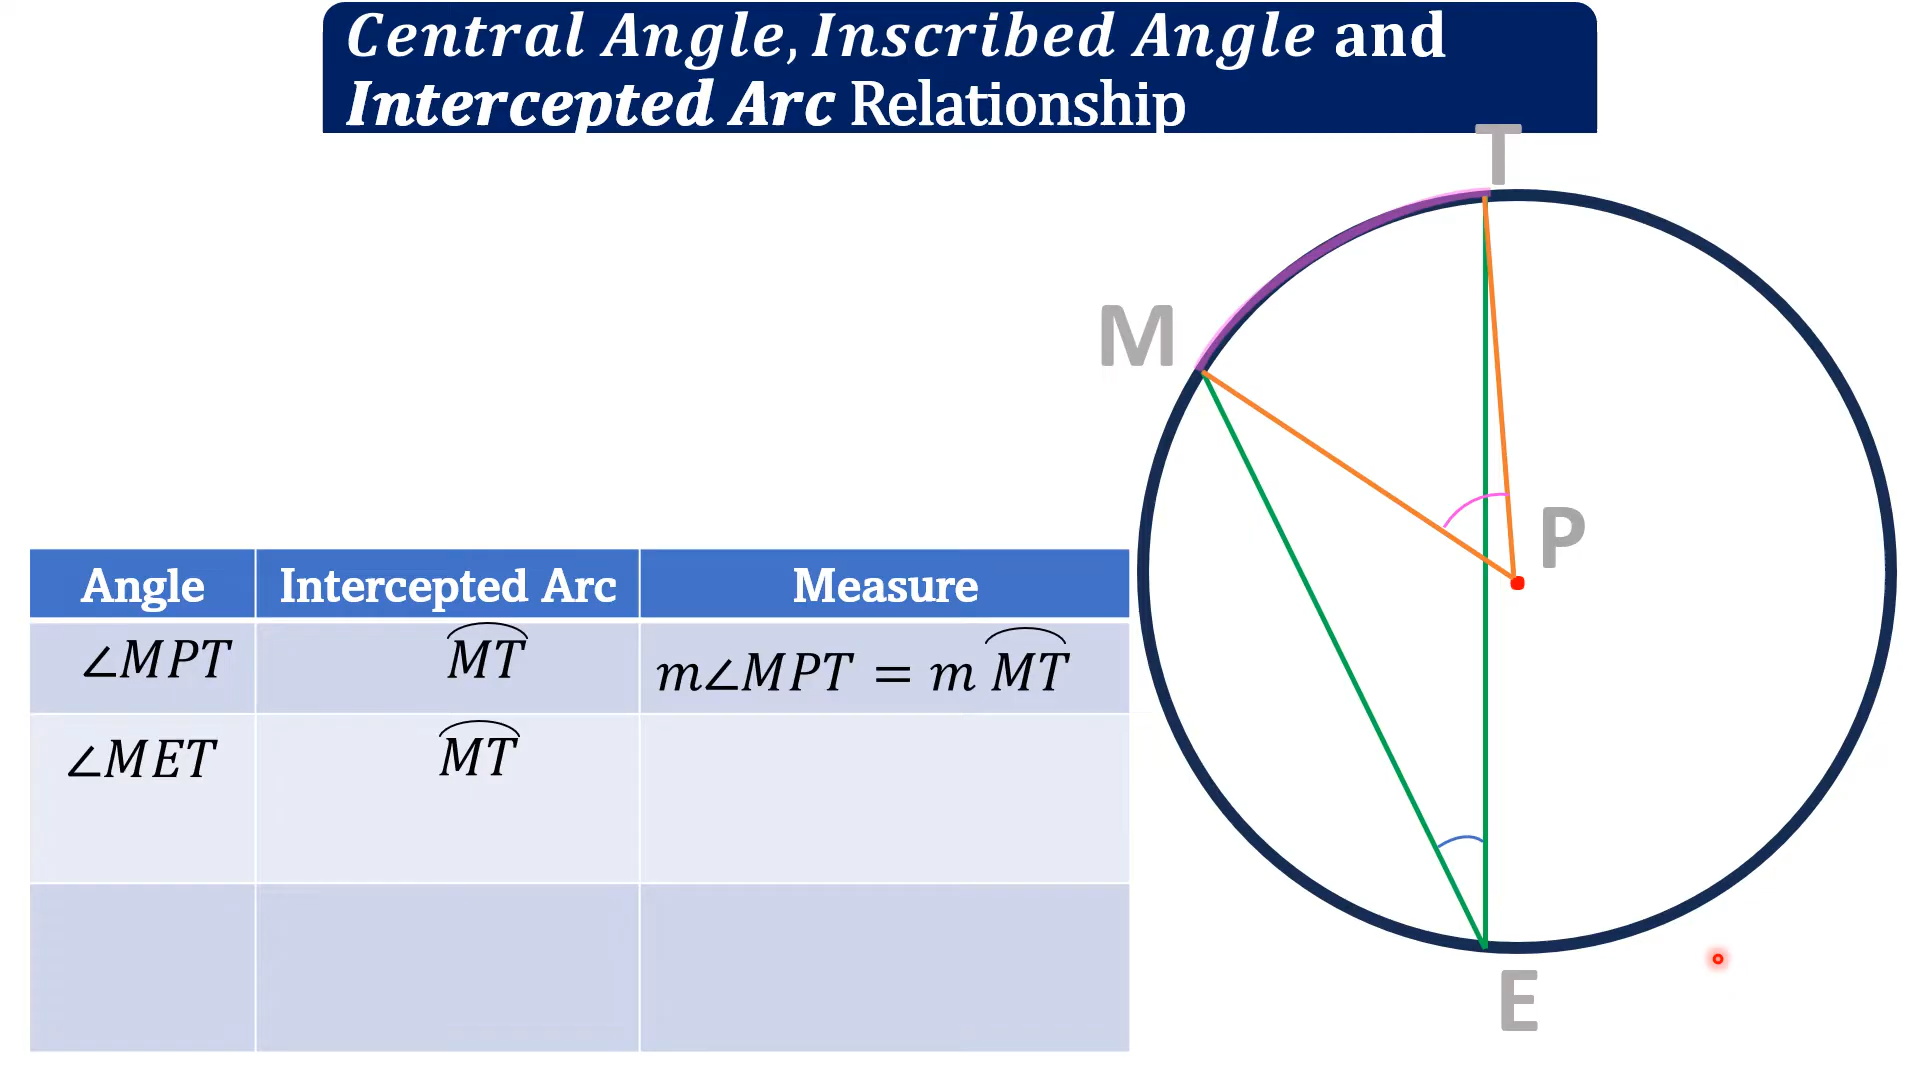 Central Angle, Inscribed Angle and
Intercepted Arc Relationship
T
M
P
Angle Intercepted Arc Measure
∠MPT MT m∠MPT = m MT
∠MET MT
E